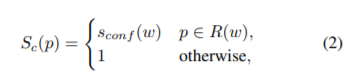 S_c(p) = { s_conf(w)   p ∈ R(w),
1   otherwise,   (2)